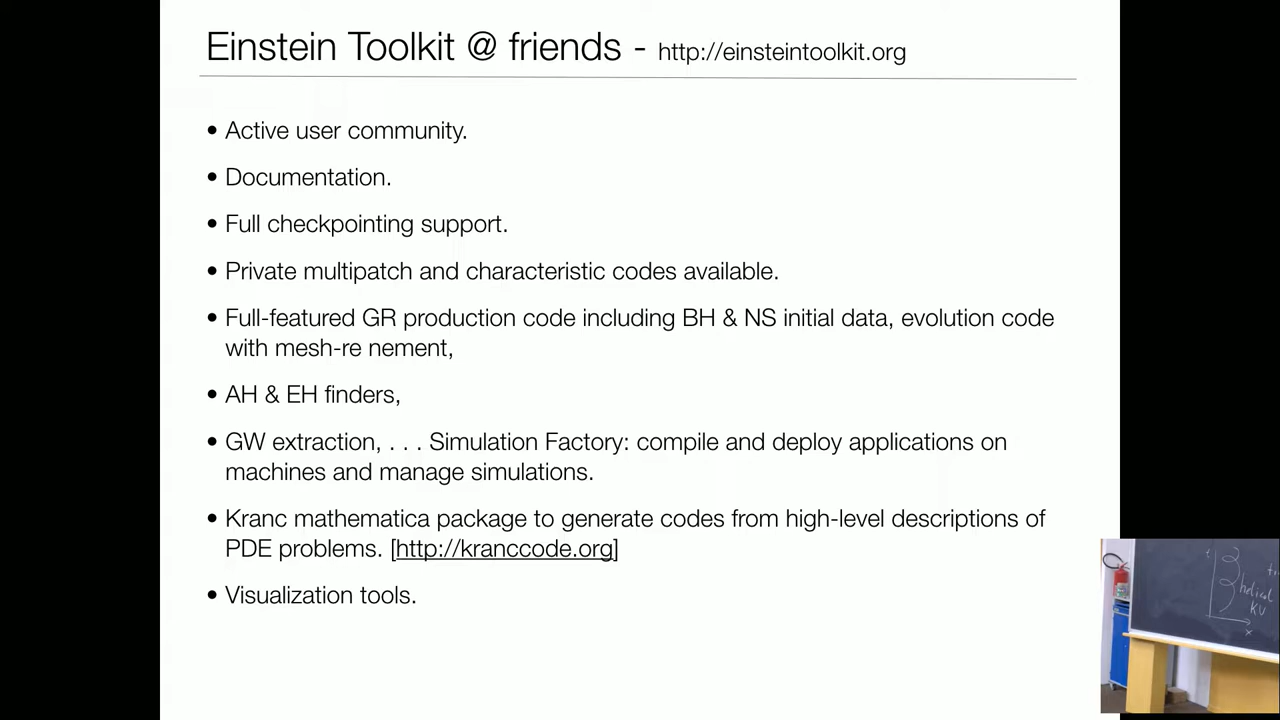 Einstein Toolkit @ friends - http://einsteintoolkit.org
• Active user community.
• Documentation.
• Full checkpointing support.
• Private multipatch and characteristic codes available.
• Full-featured GR production code including BH & NS initial data, evolution code
with mesh-re nement,
• AH & EH finders,
• GW extraction, . . . Simulation Factory: compile and deploy applications on
machines and manage simulations.
• Kranc mathematica package to generate codes from high-level descriptions of
PDE problems. [http://kranccode.org]
• Visualization tools.
t
helical
KV
x